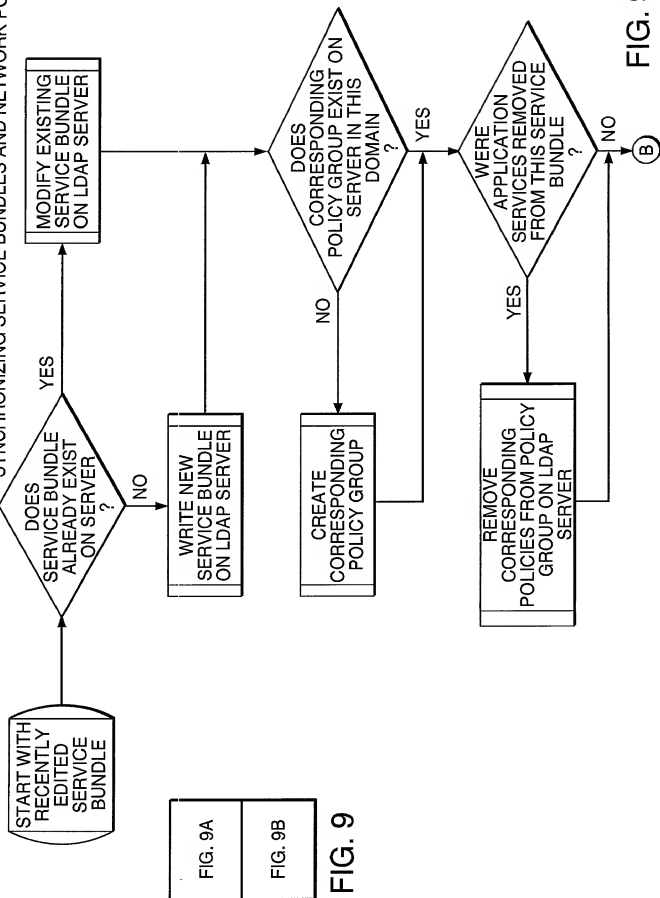 SYNCHRONIZING SERVICE BUNDLES AND NETWORK
START WITH
RECENTLY
EDITED
SERVICE
BUNDLE
DOES
SERVICE BUNDLE
ALREADY EXIST
ON SERVER
?
YES
NO
MODIFY EXISTING
SERVICE BUNDLE
ON LDAP SERVER
WRITE NEW
SERVICE BUNDLE
ON LDAP SERVER
DOES
CORRESPONDING
POLICY GROUP EXIST ON
SERVER IN THIS
DOMAIN
?
NO
YES
CREATE
CORRESPONDING
POLICY GROUP
WERE
APPLICATION
SERVICES REMOVED
FROM THIS SERVICE
BUNDLE
?
YES
NO
REMOVE
CORRESPONDING
POLICIES FROM POLICY
GROUP ON LDAP
SERVER
B
FIG. 9A
FIG. 9B
FIG. 9
FIG.